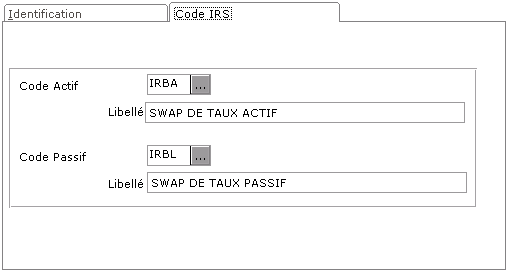 Identification Code IRS
Code Actif IRBA ...
Libellé SWAP DE TAUX ACTIF
Code Passif IRBL ...
Libellé SWAP DE TAUX PASSIF